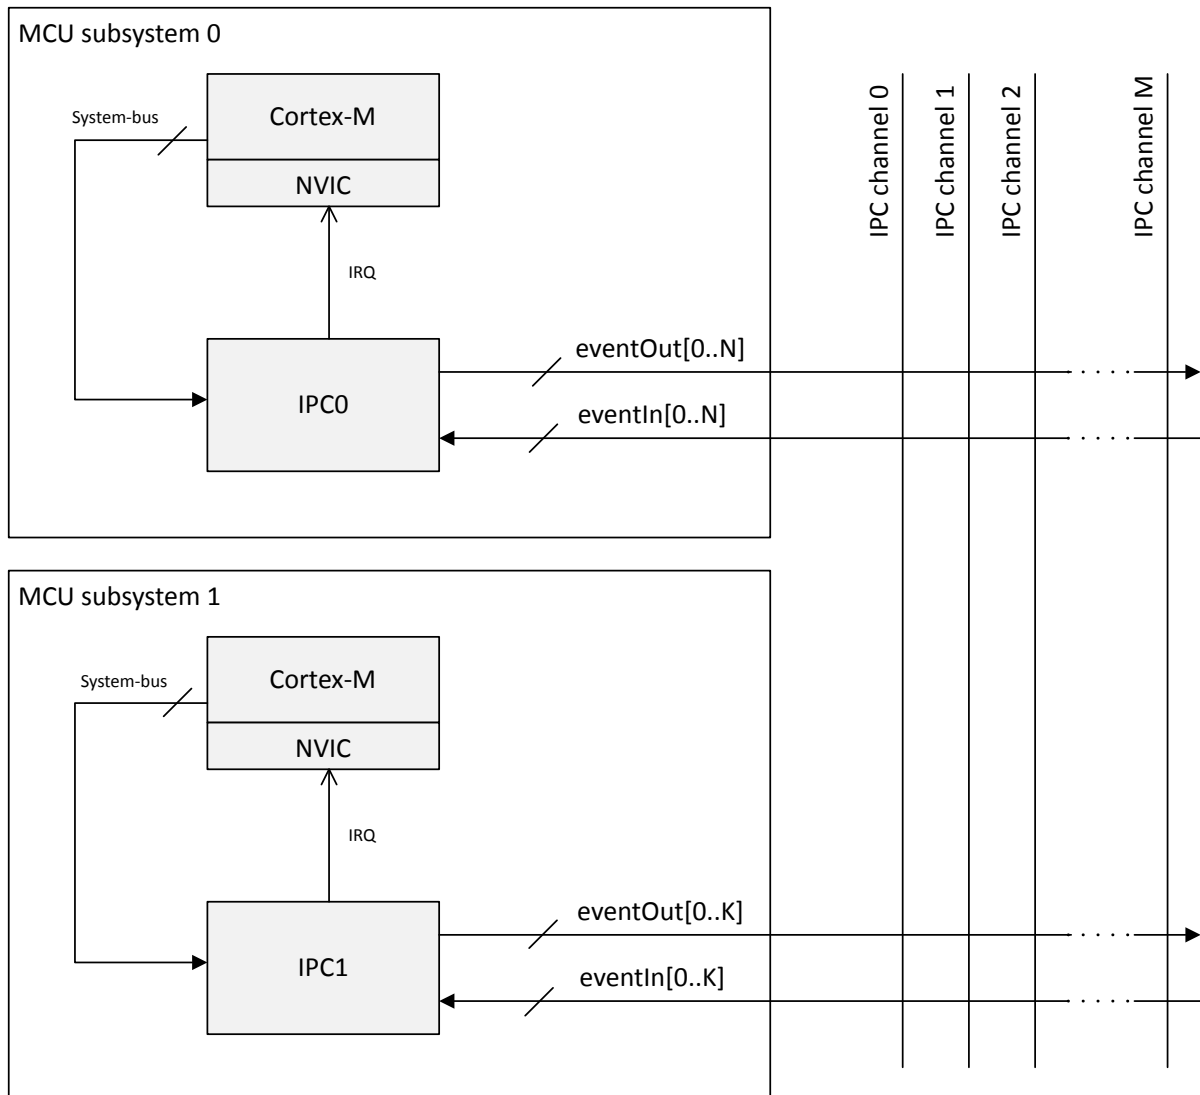 MCU subsystem 0
System-bus
Cortex-M
NVIC
IRQ
IPC0
eventOut[0..N]
eventIn[0..N]
IPC channel 0
IPC channel 1
IPC channel 2
IPC channel M
MCU subsystem 1
System-bus
Cortex-M
NVIC
IRQ
IPC1
eventOut[0..K]
eventIn[0..K]